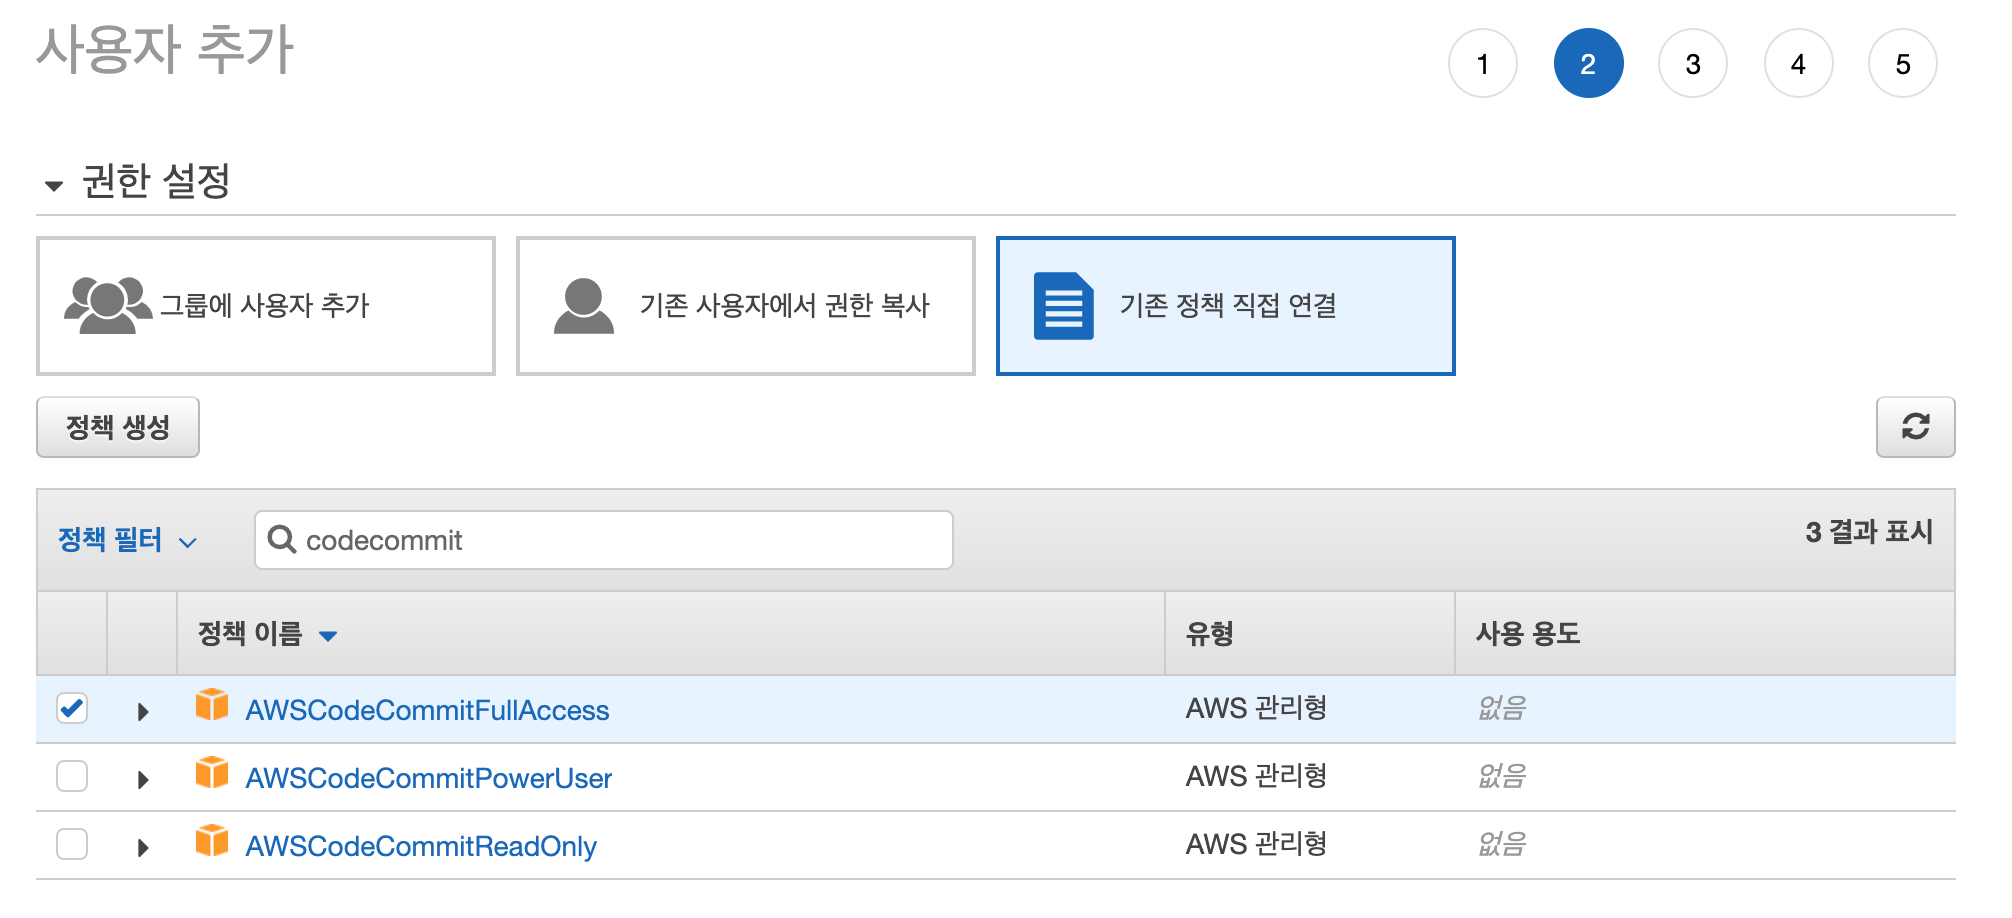 사용자 추가
1 2 3 4 5
권한 설정
그룹에 사용자 추가
기존 사용자에서 권한 복사
기존 정책 직접 연결
정책 생성
정책 필터
codecommit
3 결과 표시
정책 이름 유형 사용 용도
AWSCodeCommitFullAccess AWS 관리형 없음
AWSCodeCommitPowerUser AWS 관리형 없음
AWSCodeCommitReadOnly AWS 관리형 없음